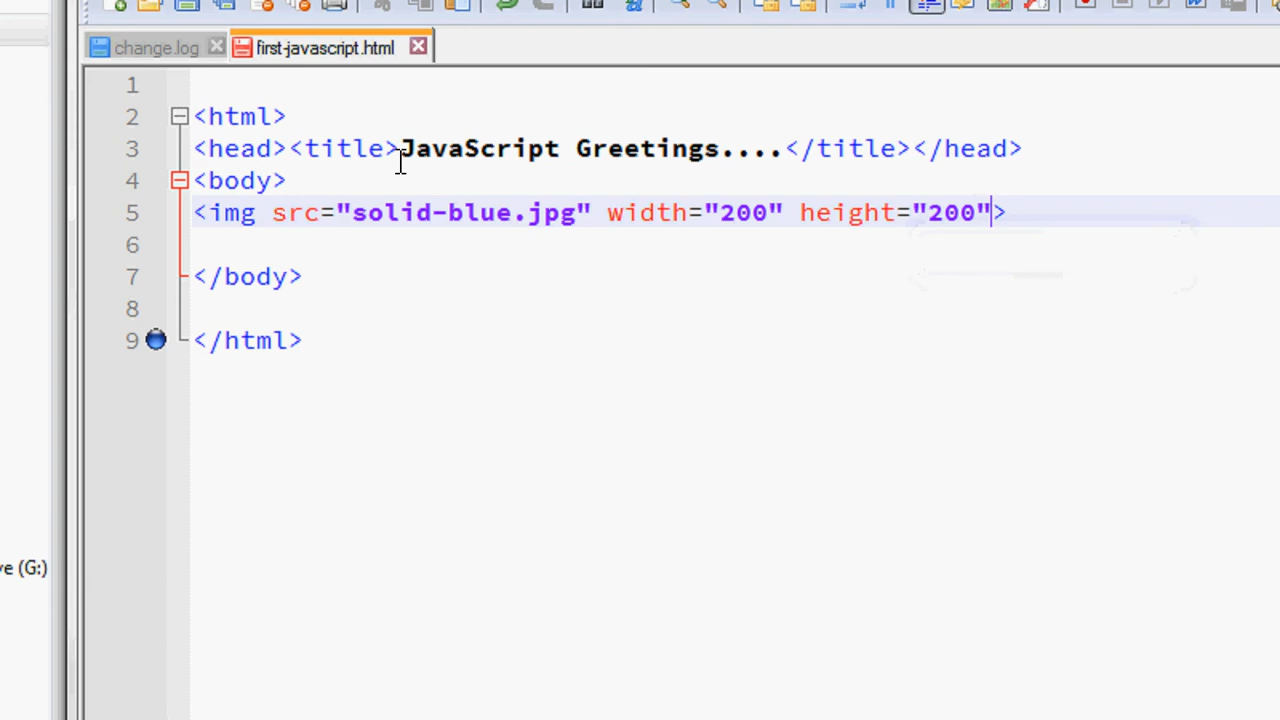 change.log first-javascript.html
1
2 <html>
3 <head><title>JavaScript Greetings....</title></head>
4 <body>
5 <img src="solid-blue.jpg" width="200" height="200">
6
7 </body>
8
9 </html>
ve (G:)